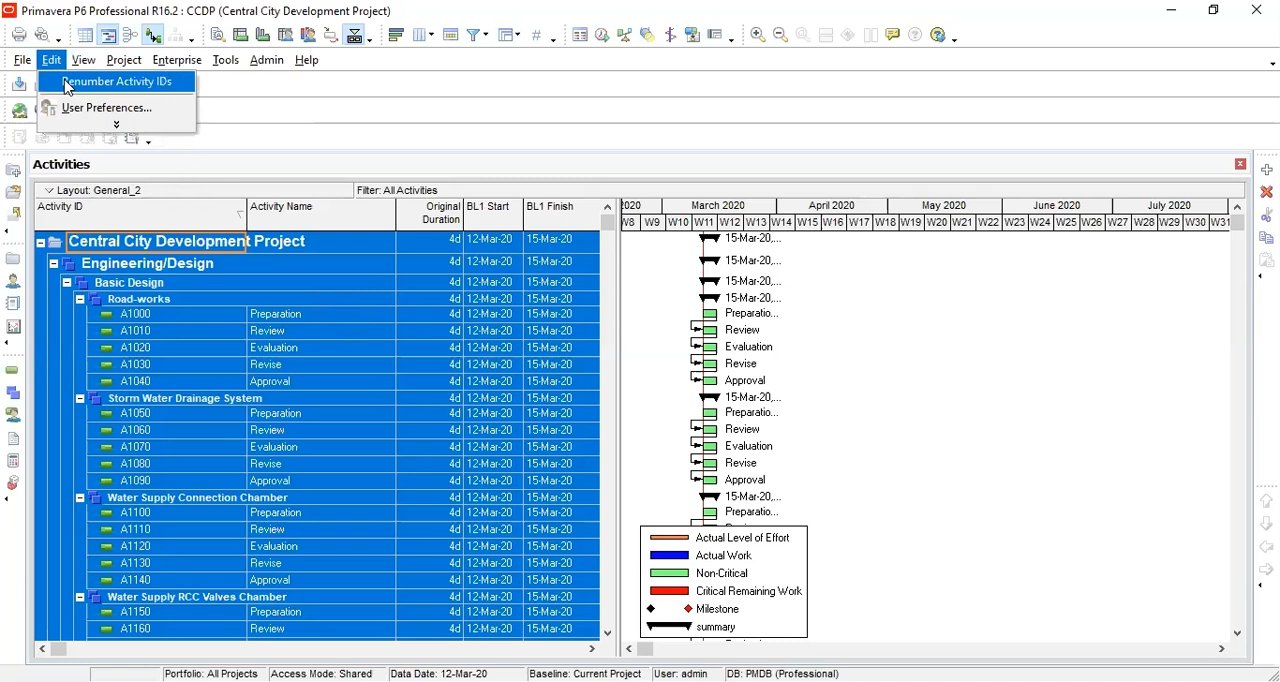 Primavera P6 Professional R16.2 : CCDP (Central City Development Project)
File Edit View Project Enterprise Tools Admin Help
Renumber Activity IDs
User Preferences...
Activities
Layout: General_2 Filter: All Activities
Activity ID Activity Name Original Duration BL1 Start BL1 Finish
2020 March 2020 April 2020 May 2020 June 2020 July 2020
W8 W9 W10 W11 W12 W13 W14 W15 W16 W17 W18 W19 W20 W21 W22 W23 W24 W25 W26 W27 W28 W29 W30 W31
Central City Development Project 4d 12-Mar-20 15-Mar-20 15-Mar-20,...
Engineering/Design 4d 12-Mar-20 15-Mar-20 15-Mar-20,...
Basic Design 4d 12-Mar-20 15-Mar-20 15-Mar-20,...
Road-works 4d 12-Mar-20 15-Mar-20 15-Mar-20,...
A1000 Preparation 4d 12-Mar-20 15-Mar-20 Preparatio...
A1010 Review 4d 12-Mar-20 15-Mar-20 Review
A1020 Evaluation 4d 12-Mar-20 15-Mar-20 Evaluation
A1030 Revise 4d 12-Mar-20 15-Mar-20 Revise
A1040 Approval 4d 12-Mar-20 15-Mar-20 Approval
Storm Water Drainage System 4d 12-Mar-20 15-Mar-20 15-Mar-20,...
A1050 Preparation 4d 12-Mar-20 15-Mar-20 Preparatio...
A1060 Review 4d 12-Mar-20 15-Mar-20 Review
A1070 Evaluation 4d 12-Mar-20 15-Mar-20 Evaluation
A1080 Revise 4d 12-Mar-20 15-Mar-20 Revise
A1090 Approval 4d 12-Mar-20 15-Mar-20 Approval
Water Supply Connection Chamber 4d 12-Mar-20 15-Mar-20 15-Mar-20,...
A1100 Preparation 4d 12-Mar-20 15-Mar-20 Preparatio...
A1110 Review 4d 12-Mar-20 15-Mar-20
A1120 Evaluation 4d 12-Mar-20 15-Mar-20
A1130 Revise 4d 12-Mar-20 15-Mar-20
A1140 Approval 4d 12-Mar-20 15-Mar-20
Water Supply RCC Valves Chamber 4d 12-Mar-20 15-Mar-20
A1150 Preparation 4d 12-Mar-20 15-Mar-20
A1160 Review 4d 12-Mar-20 15-Mar-20
Actual Level of Effort
Actual Work
Non-Critical
Critical Remaining Work
Milestone
summary
Portfolio: All Projects Access Mode: Shared Data Date: 12-Mar-20 Baseline: Current Project User: admin DB: PMDB (Professional)